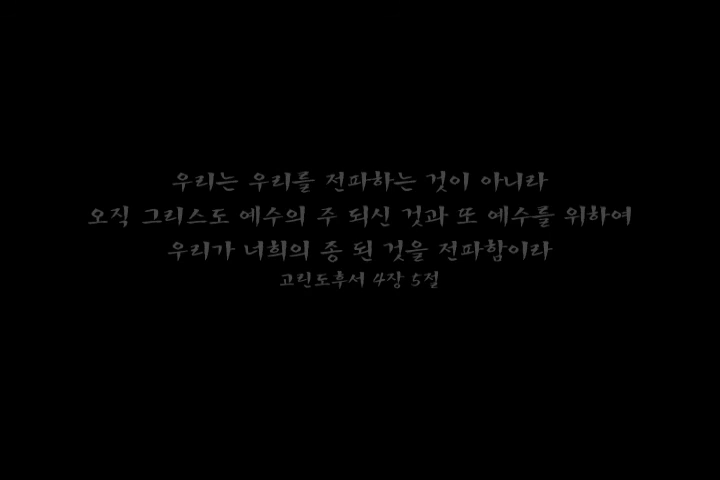 우리는 우리를 전파하는 것이 아니라
오직 그리스도 예수의 주 되신 것과 또 예수를 위하여
우리가 너희의 종 된 것을 전파함이라
고린도후서 4장 5절